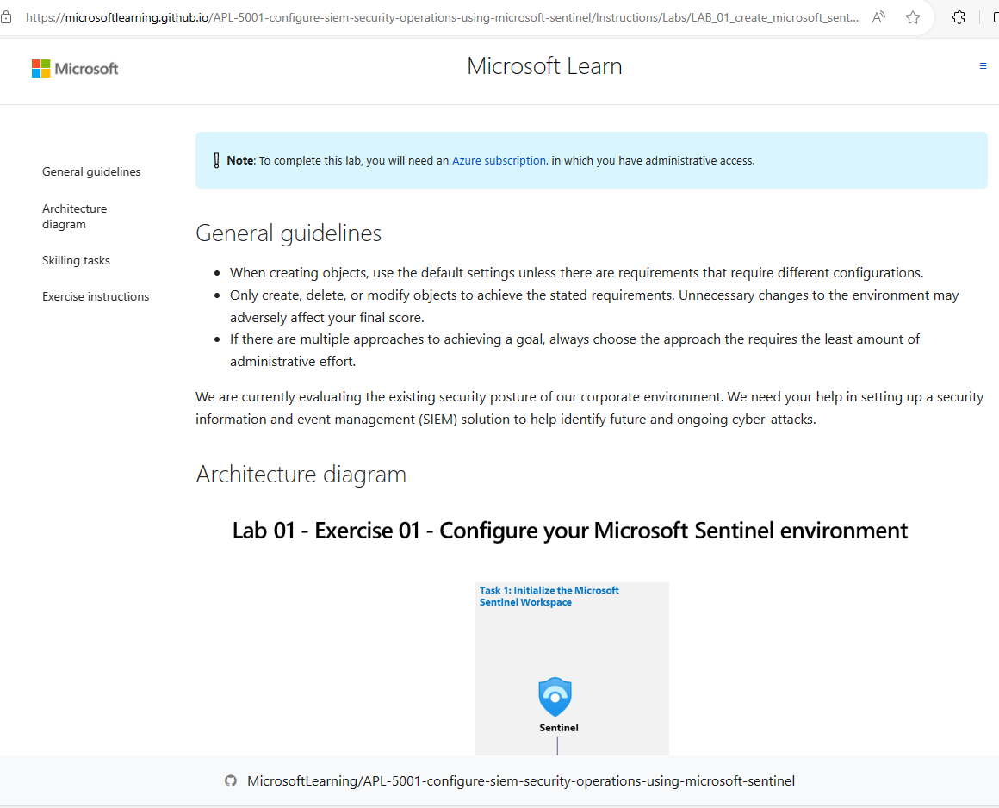 https://microsoftlearning.github.io/APL-5001-configure-siem-security-operations-using-microsoft-sentinel/Instructions/Labs/LAB_01_create_microsoft_sent...
Microsoft
Microsoft Learn
General guidelines
Architecture
diagram
Skilling tasks
Exercise instructions
Note: To complete this lab, you will need an Azure subscription. in which you have administrative access.
General guidelines
• When creating objects, use the default settings unless there are requirements that require different configurations.
• Only create, delete, or modify objects to achieve the stated requirements. Unnecessary changes to the environment may
adversely affect your final score.
• If there are multiple approaches to achieving a goal, always choose the approach the requires the least amount of
administrative effort.
We are currently evaluating the existing security posture of our corporate environment. We need your help in setting up a security
information and event management (SIEM) solution to help identify future and ongoing cyber-attacks.
Architecture diagram
Lab 01 - Exercise 01 - Configure your Microsoft Sentinel environment
Task 1: Initialize the Microsoft
Sentinel Workspace
Sentinel
MicrosoftLearning/APL-5001-configure-siem-security-operations-using-microsoft-sentinel